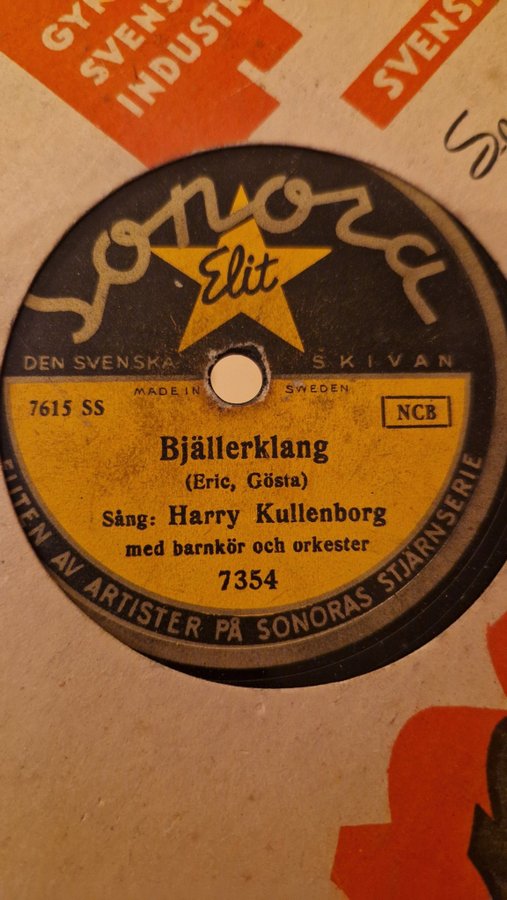 SVENSK
INDUSTR
SVENS
Sonora
Elit
DEN SVENSKA SKIVAN
MADE IN SWEDEN
7615 SS
NCB
Bjällerklang
(Eric, Gösta)
Sång: Harry Kullenborg
med barnkör och orkester
7354
ELITEN AV ARTISTER PÅ SONORAS STJÄRNSERIE